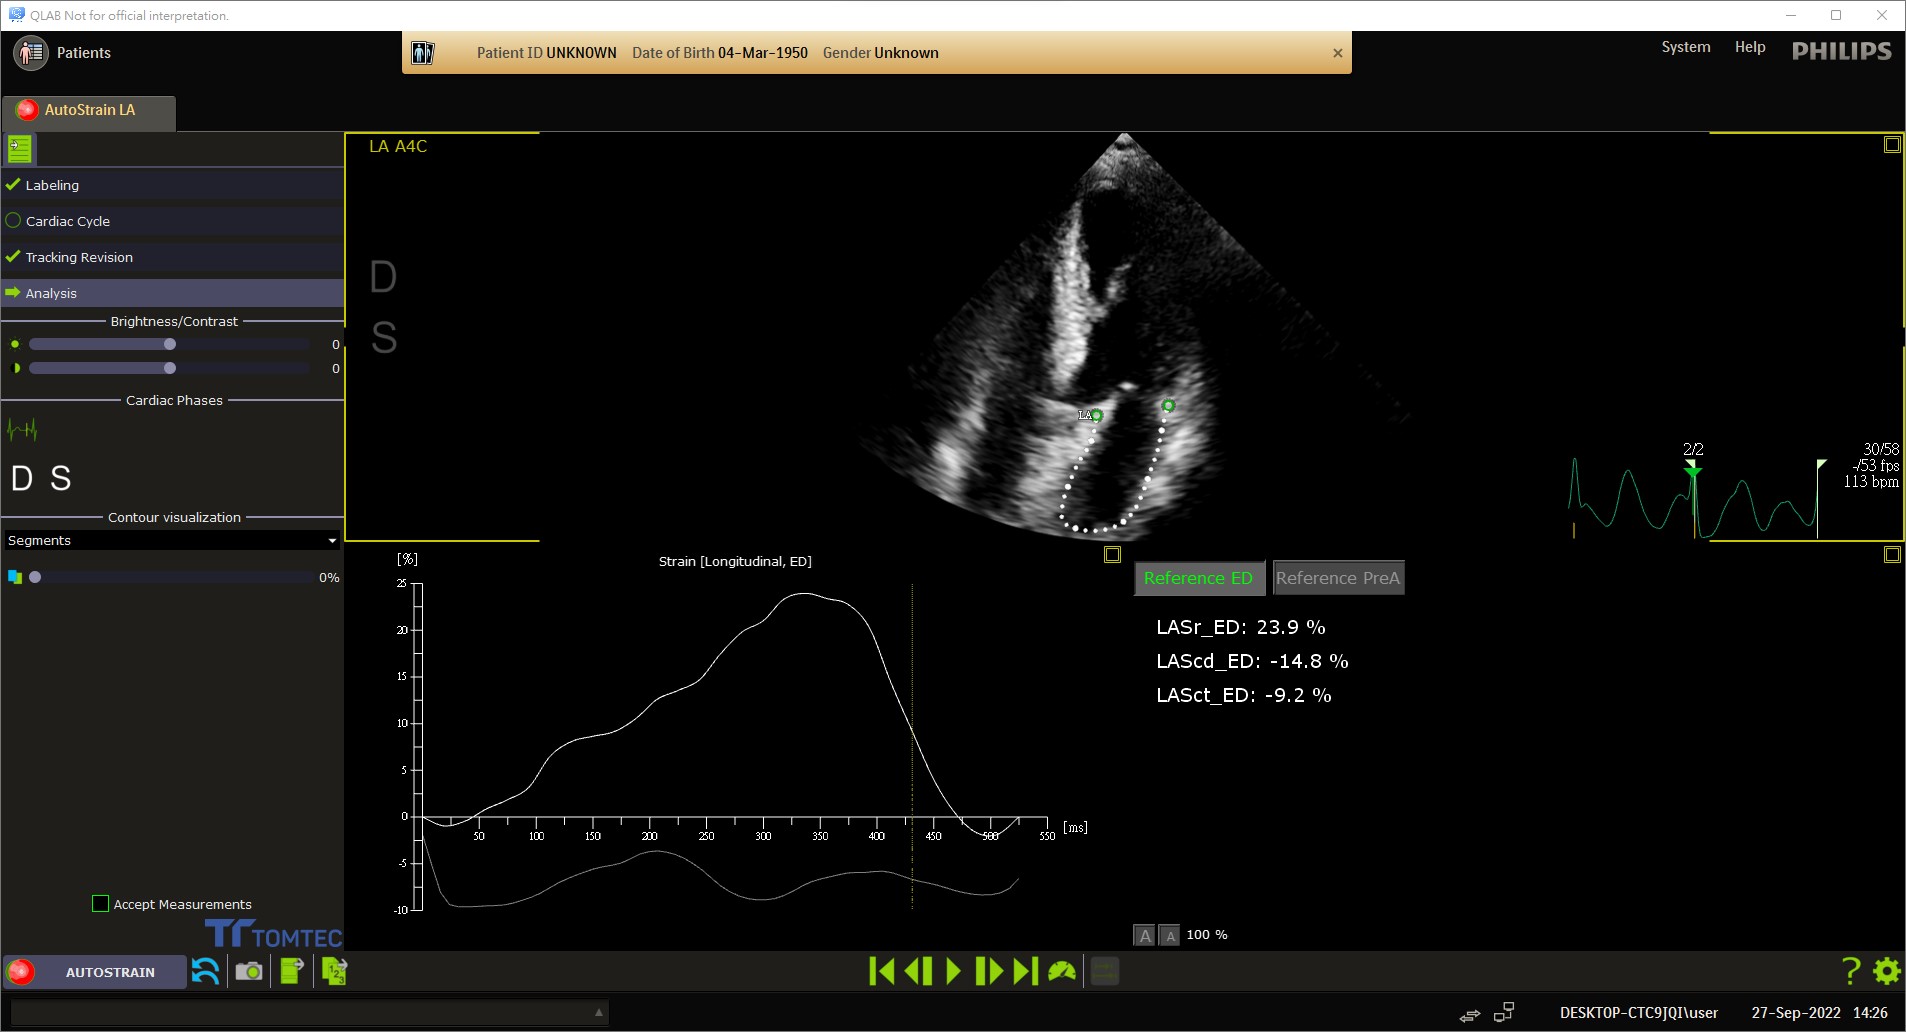 QLAB Not for official interpretation.
Patients
Patient ID UNKNOWN Date of Birth 04-Mar-1950 Gender Unknown
System Help PHILIPS
AutoStrain LA
Labeling
Cardiac Cycle
Tracking Revision
Analysis
Brightness/Contrast
0
0
Cardiac Phases
D S
Contour visualization
Segments
0%
Accept Measurements
TOMTEC
LA A4C
D
S
LA
2/2
30/58
-/53 fps
113 bpm
[%]
Strain [Longitudinal, ED]
25
20
15
10
5
0
-5
-10
50 100 150 200 250 300 350 400 450 500 550 [ms]
Reference ED Reference PreA
LASr_ED: 23.9 %
LAScd_ED: -14.8 %
LASct_ED: -9.2 %
A A 100 %
AUTOSTRAIN
1 2 3
?
DESKTOP-CTC9JQI\user 27-Sep-2022 14:26